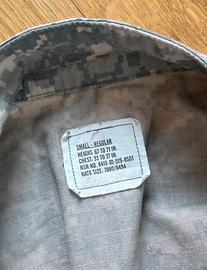 SMALL - REGULAR
HEIGHT: 67 TO 71 IN.
CHEST: 33 TO 37 IN.
NSN NO. 8415-01-519-8501
NATO SIZE: 7080/8494
SUBITO